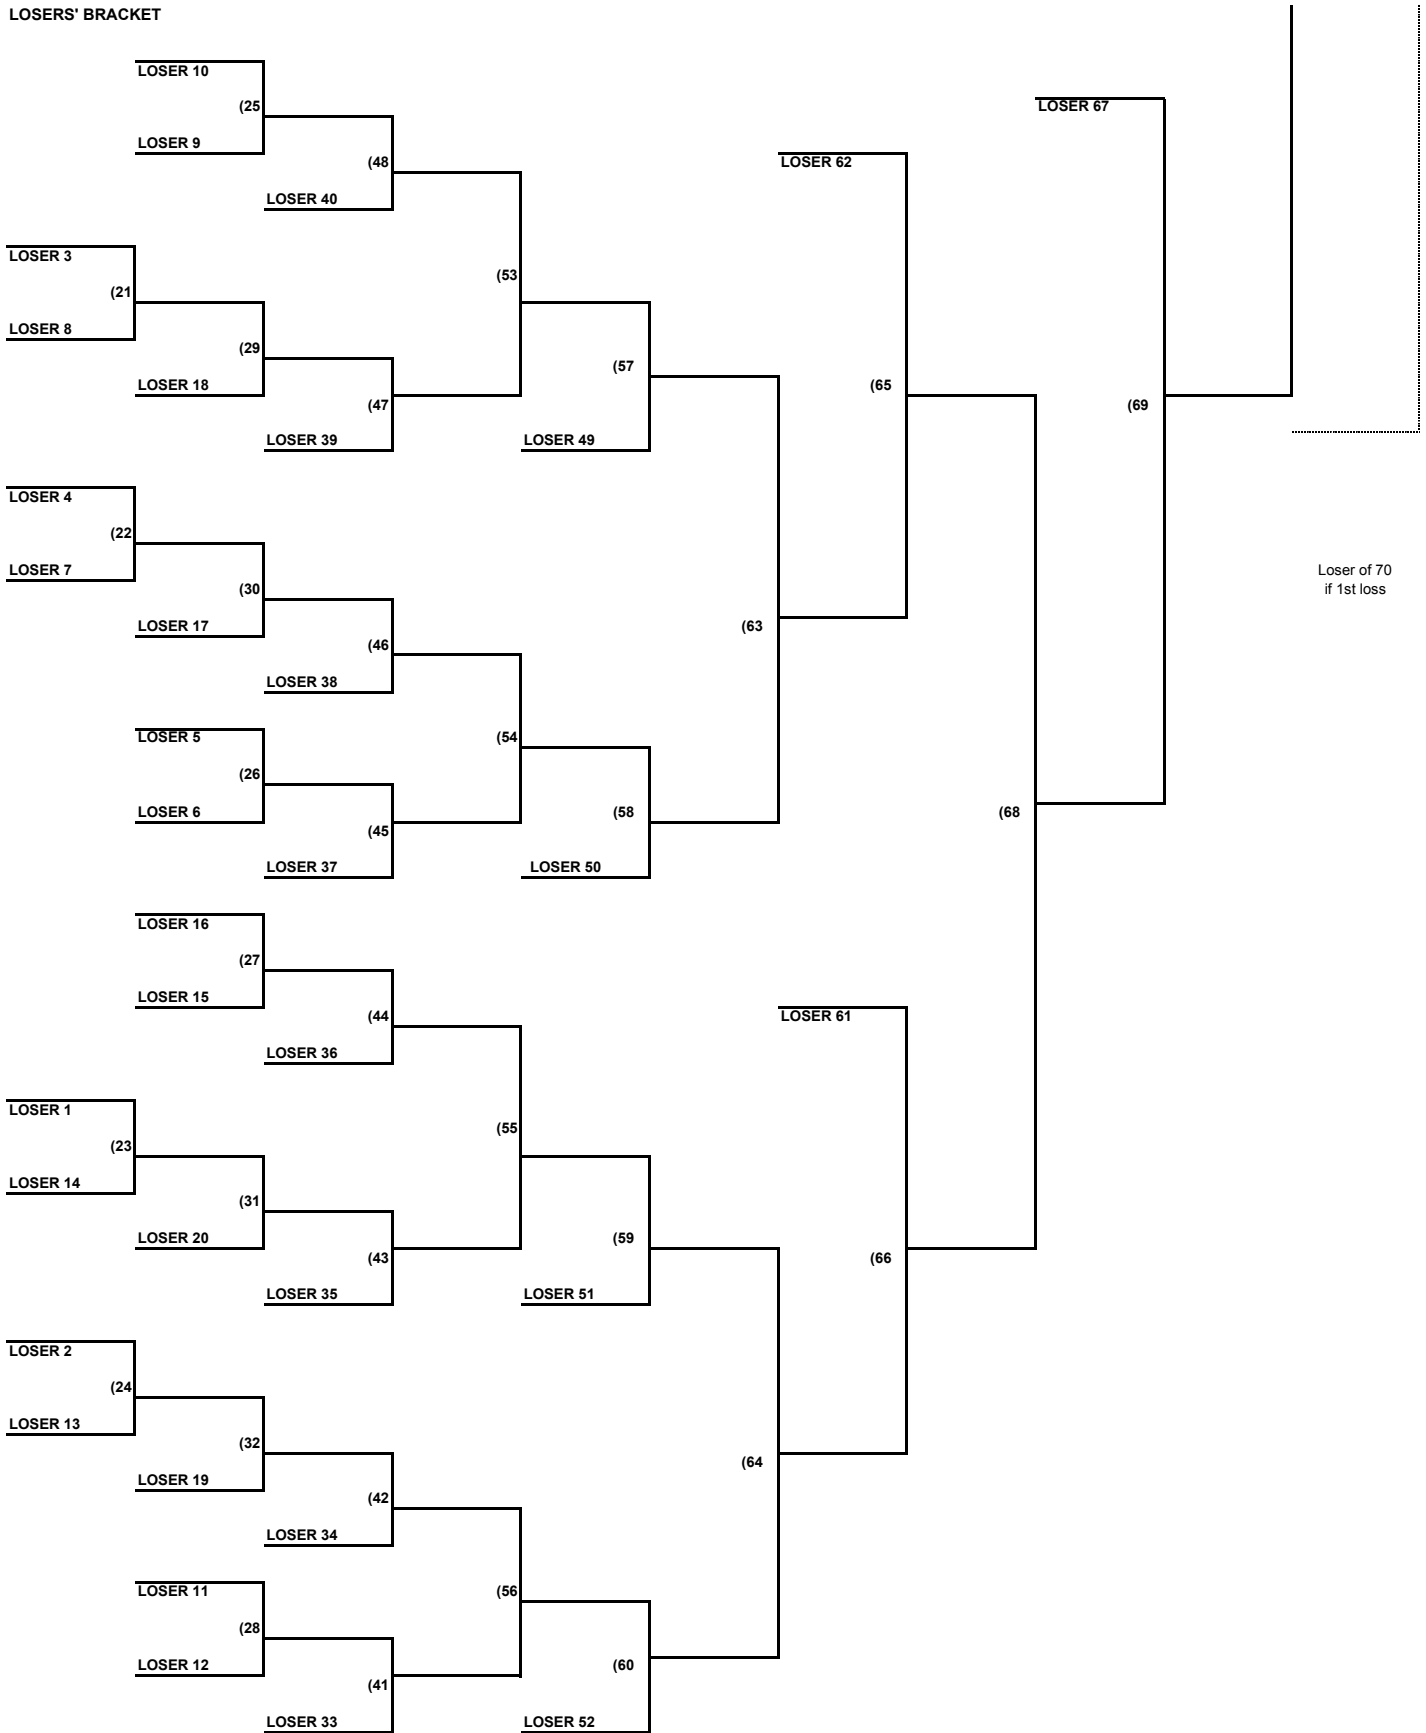 LOSERS' BRACKET
LOSER 10
(25
LOSER 67
LOSER 9
(48
LOSER 62
LOSER 40
LOSER 3
(53
(21
LOSER 8
(29
(57
LOSER 18
(65
(47
(69
LOSER 39
LOSER 49
LOSER 4
(22
LOSER 7
Loser of 70
if 1st loss
(30
LOSER 17
(63
(46
LOSER 38
LOSER 5
(54
(26
LOSER 6
(58
(68
(45
LOSER 37
LOSER 50
LOSER 16
(27
LOSER 15
(44
LOSER 61
LOSER 36
LOSER 1
(55
(23
LOSER 14
(31
LOSER 20
(59
(43
(66
LOSER 35
LOSER 51
LOSER 2
(24
LOSER 13
(32
(64
LOSER 19
(42
LOSER 34
LOSER 11
(56
(28
LOSER 12
(60
(41
LOSER 33
LOSER 52